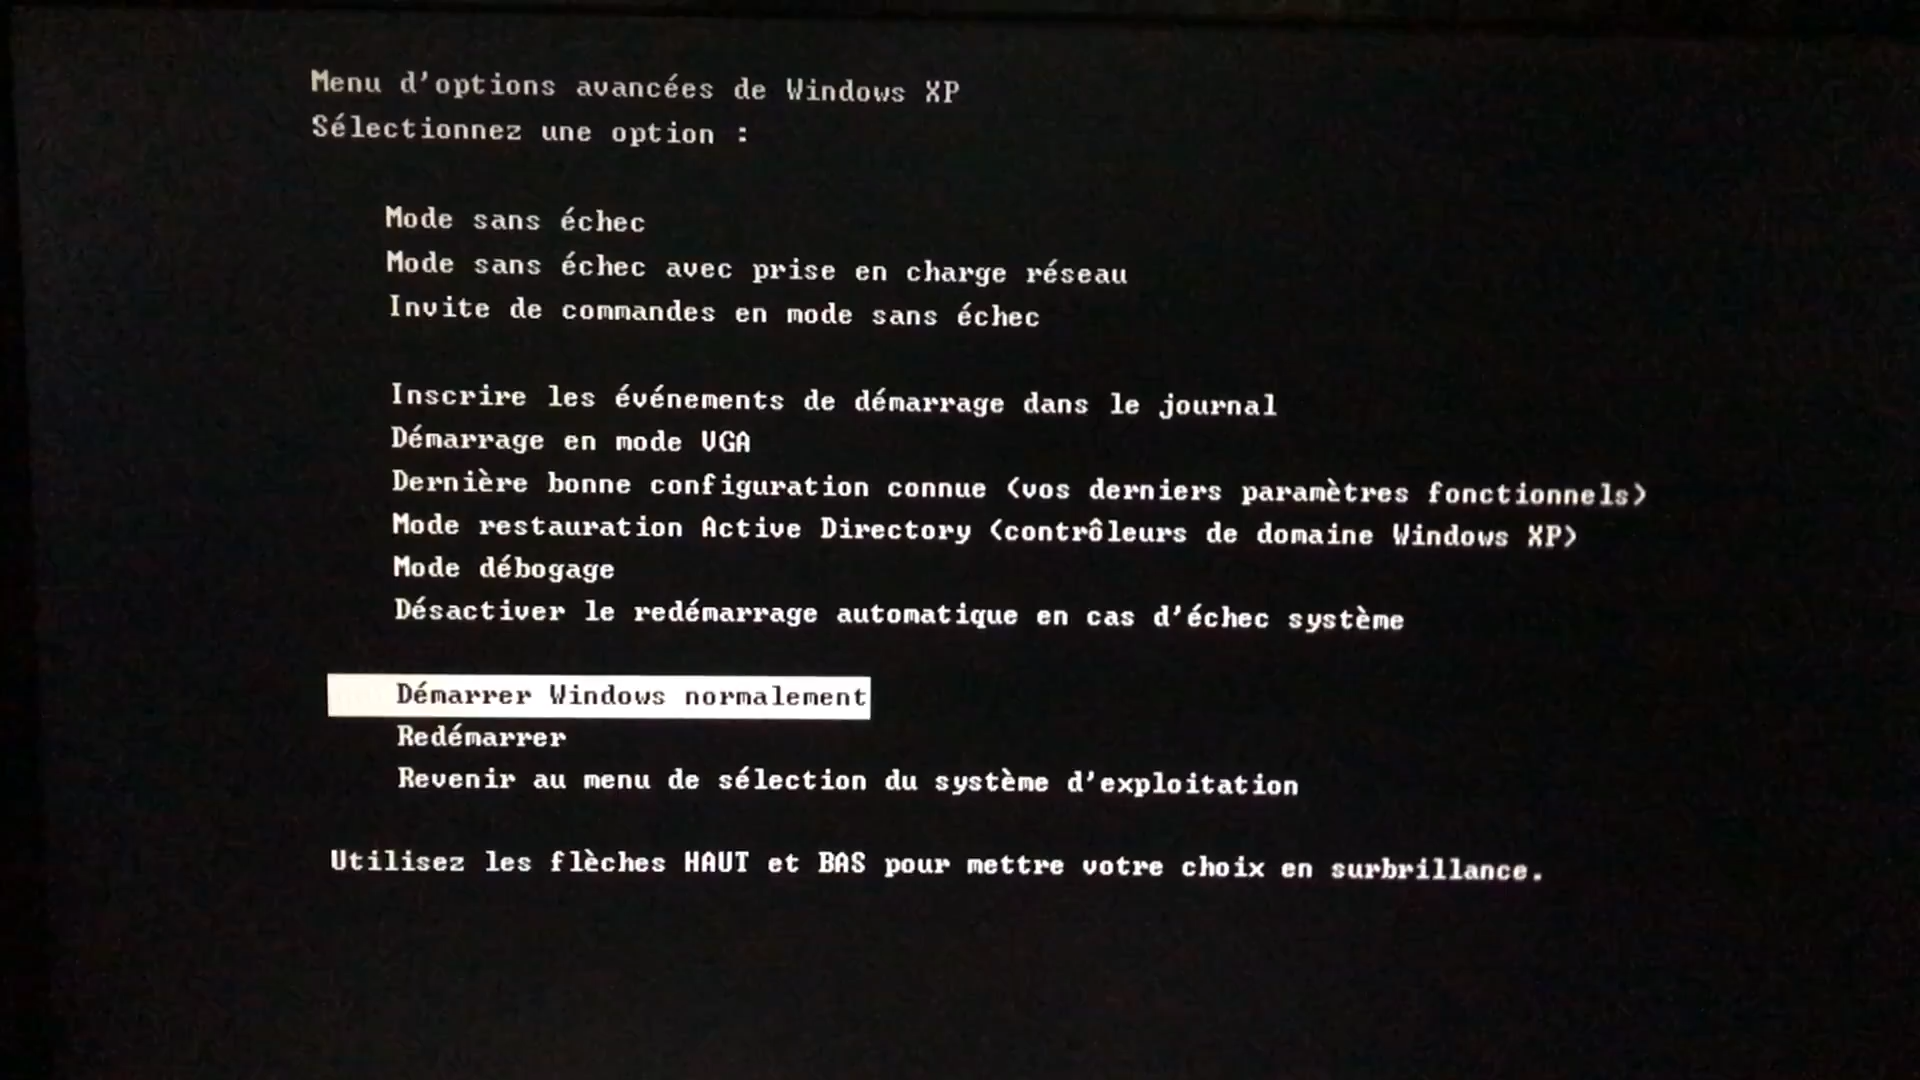 Menu d'options avancées de Windows XP
Sélectionnez une option :
Mode sans échec
Mode sans échec avec prise en charge réseau
Invite de commandes en mode sans échec
Inscrire les événements de démarrage dans le journal
Démarrage en mode VGA
Dernière bonne configuration connue (vos derniers paramètres fonctionnels)
Mode restauration Active Directory (contrôleurs de domaine Windows XP)
Mode débogage
Désactiver le redémarrage automatique en cas d'échec système
Démarrer Windows normalement
Redémarrer
Revenir au menu de sélection du système d'exploitation
Utilisez les flèches HAUT et BAS pour mettre votre choix en surbrillance.